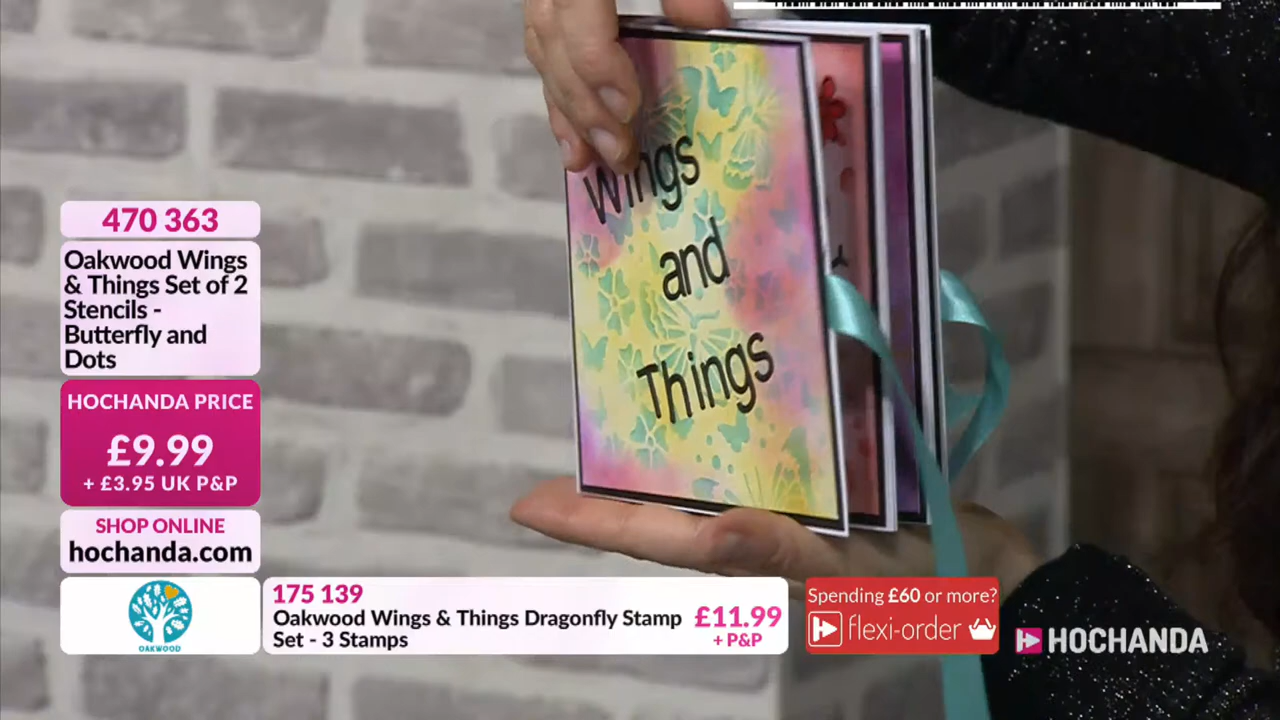 Wings
and
Things
470 363
Oakwood Wings
& Things Set of 2
Stencils -
Butterfly and
Dots
HOCHANDA PRICE
£9.99
+ £3.95 UK P&P
SHOP ONLINE
hochanda.com
OAKWOOD
175 139
Oakwood Wings & Things Dragonfly Stamp
Set - 3 Stamps
£11.99
+ P&P
Spending £60 or more?
flexi-order
HOCHANDA